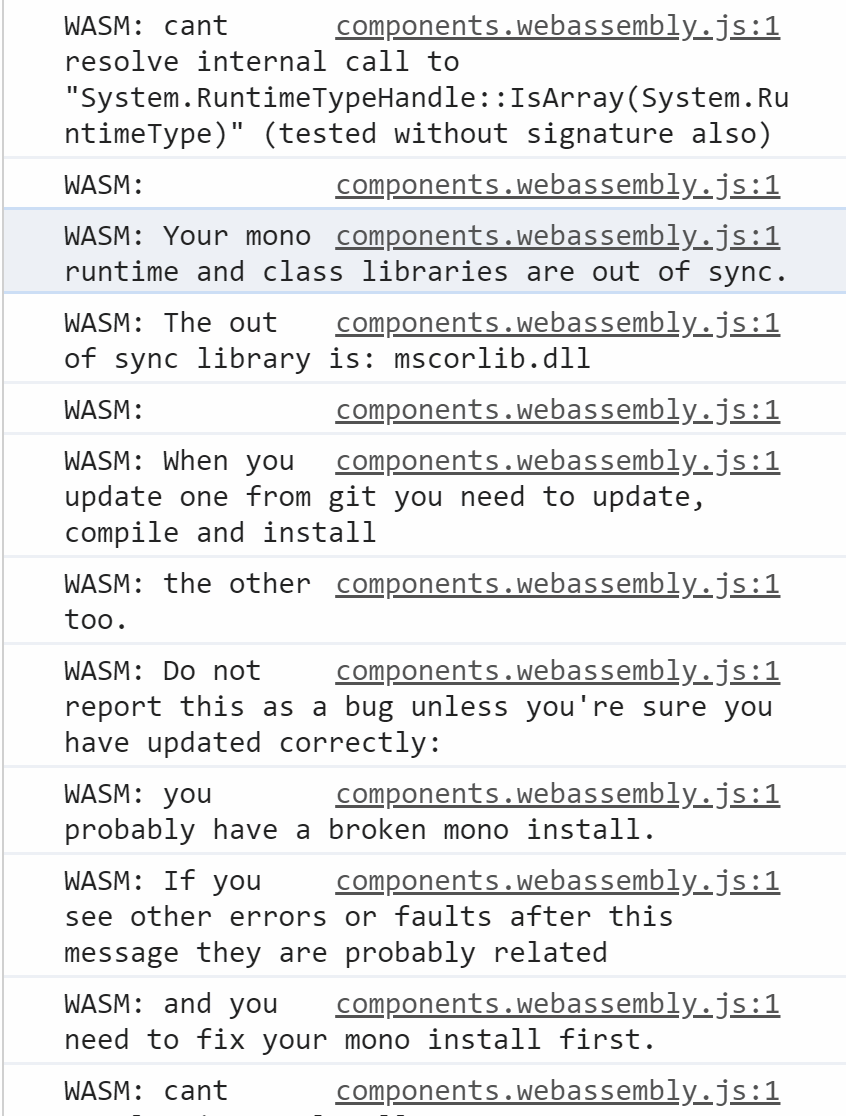 WASM: cant components.webassembly.js:1
resolve internal call to
"System.RuntimeTypeHandle::IsArray(System.Ru
ntimeType)" (tested without signature also)
WASM: components.webassembly.js:1
WASM: Your mono components.webassembly.js:1
runtime and class libraries are out of sync.
WASM: The out components.webassembly.js:1
of sync library is: mscorlib.dll
WASM: components.webassembly.js:1
WASM: When you components.webassembly.js:1
update one from git you need to update,
compile and install
WASM: the other components.webassembly.js:1
too.
WASM: Do not components.webassembly.js:1
report this as a bug unless you're sure you
have updated correctly:
WASM: you components.webassembly.js:1
probably have a broken mono install.
WASM: If you components.webassembly.js:1
see other errors or faults after this
message they are probably related
WASM: and you components.webassembly.js:1
need to fix your mono install first.
WASM: cant components.webassembly.js:1